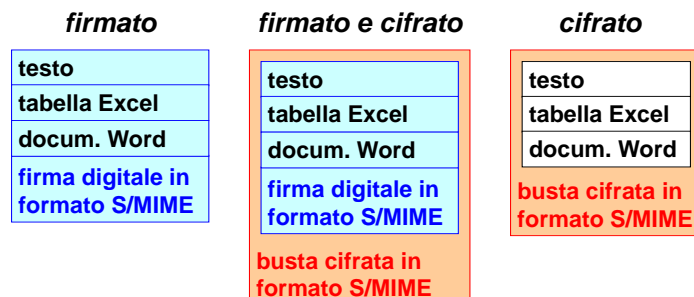 firmato
testo
tabella Excel
docum. Word
firma digitale in
formato S/MIME
firmato e cifrato
testo
tabella Excel
docum. Word
firma digitale in
formato S/MIME
busta cifrata in
formato S/MIME
cifrato
testo
tabella Excel
docum. Word
busta cifrata in
formato S/MIME